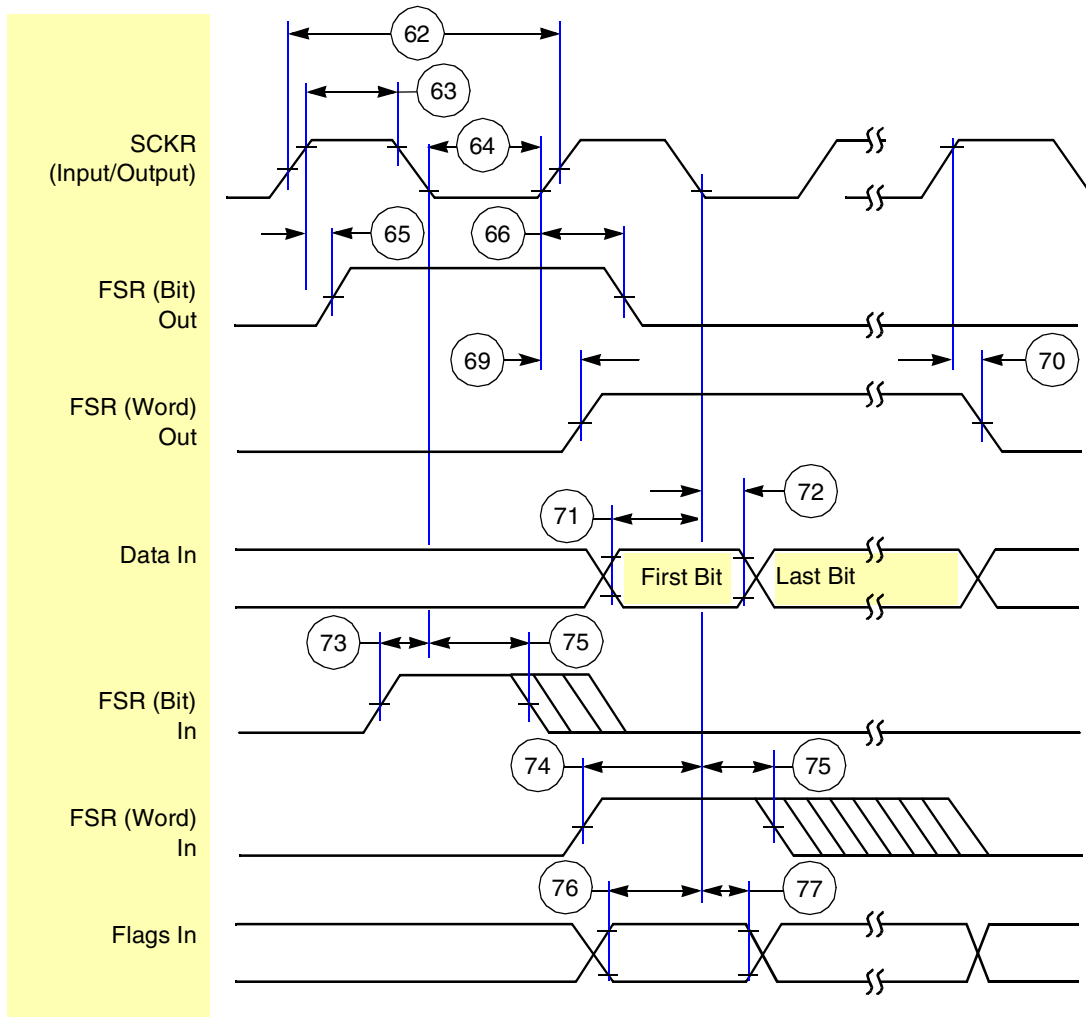 62
63
SCKR
(Input/Output)
64
65
66
FSR (Bit)
Out
69
70
FSR (Word)
Out
71
72
Data In
First Bit
Last Bit
73
75
FSR (Bit)
In
74
75
FSR (Word)
In
76
77
Flags In